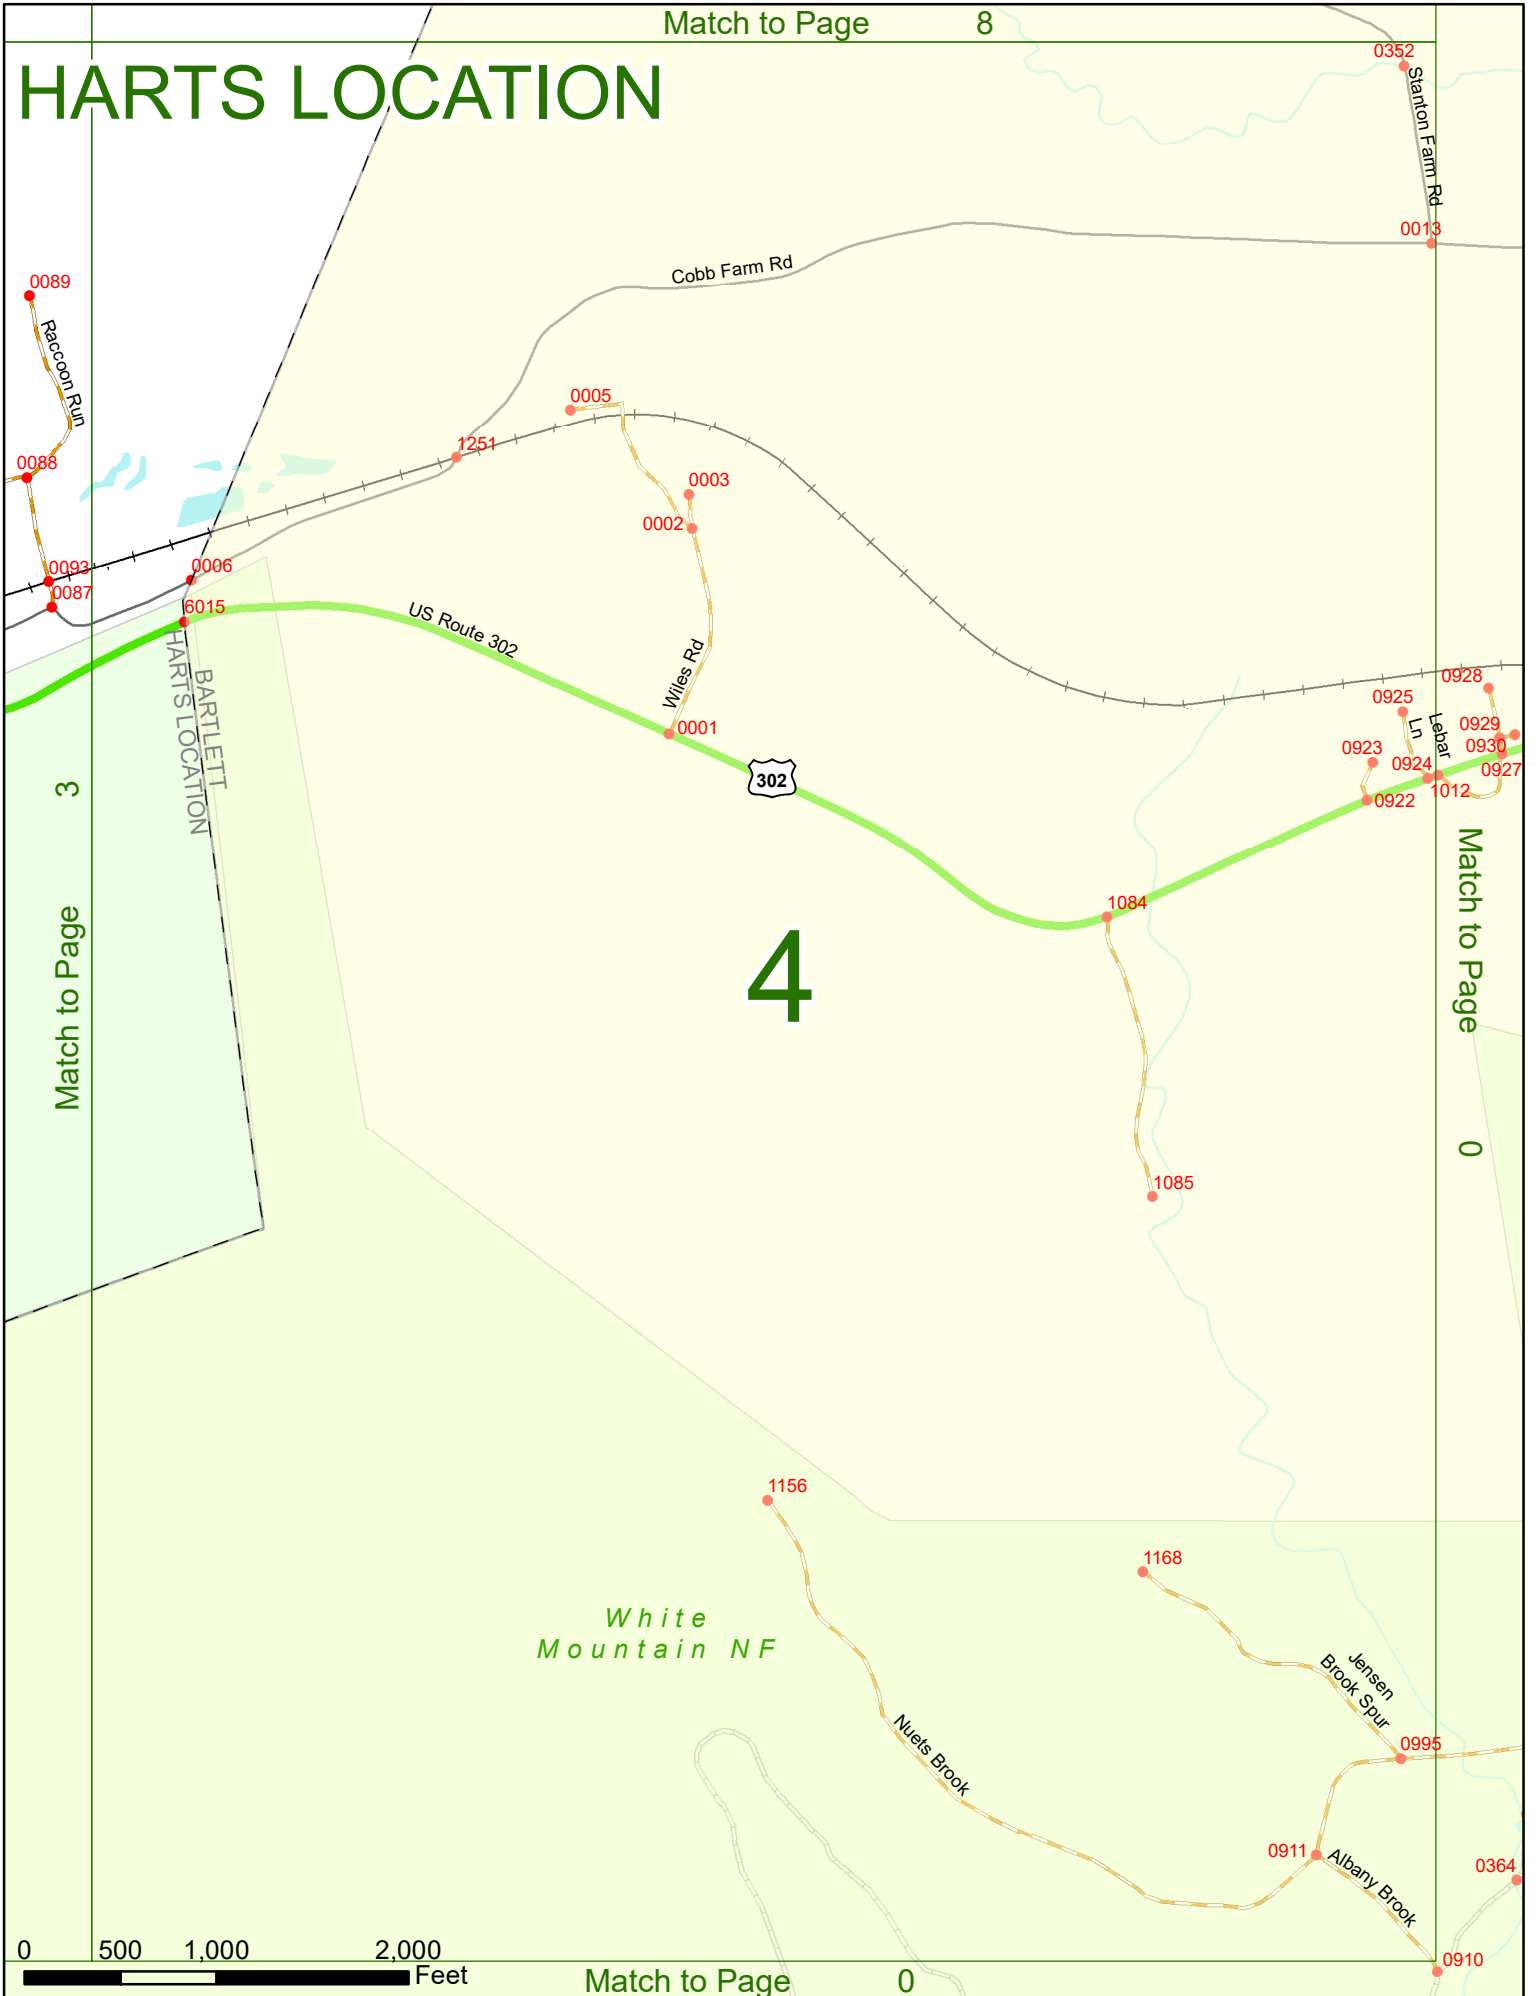 Match to Page 8
HARTS LOCATION
0352
Stanton Farm Rd
0013
Cobb Farm Rd
0089
Raccoon Run
0005
1251
0088
0003
0002
0093
0006
0087
6015
US Route 302
BARTLETT
HARTS LOCATION
Wiles Rd
0001
302
0928
0925
Lebar
Ln
0929
0923
0930
0924
0927
1012
0922
Match to Page 3
1084
4
Match to Page 0
1085
1156
1168
White
Mountain NF
Jensen
Brook Spur
0995
Nuets Brook
0911
Albany Brook
0364
0910
0 500 1,000 2,000
Feet
Match to Page 0